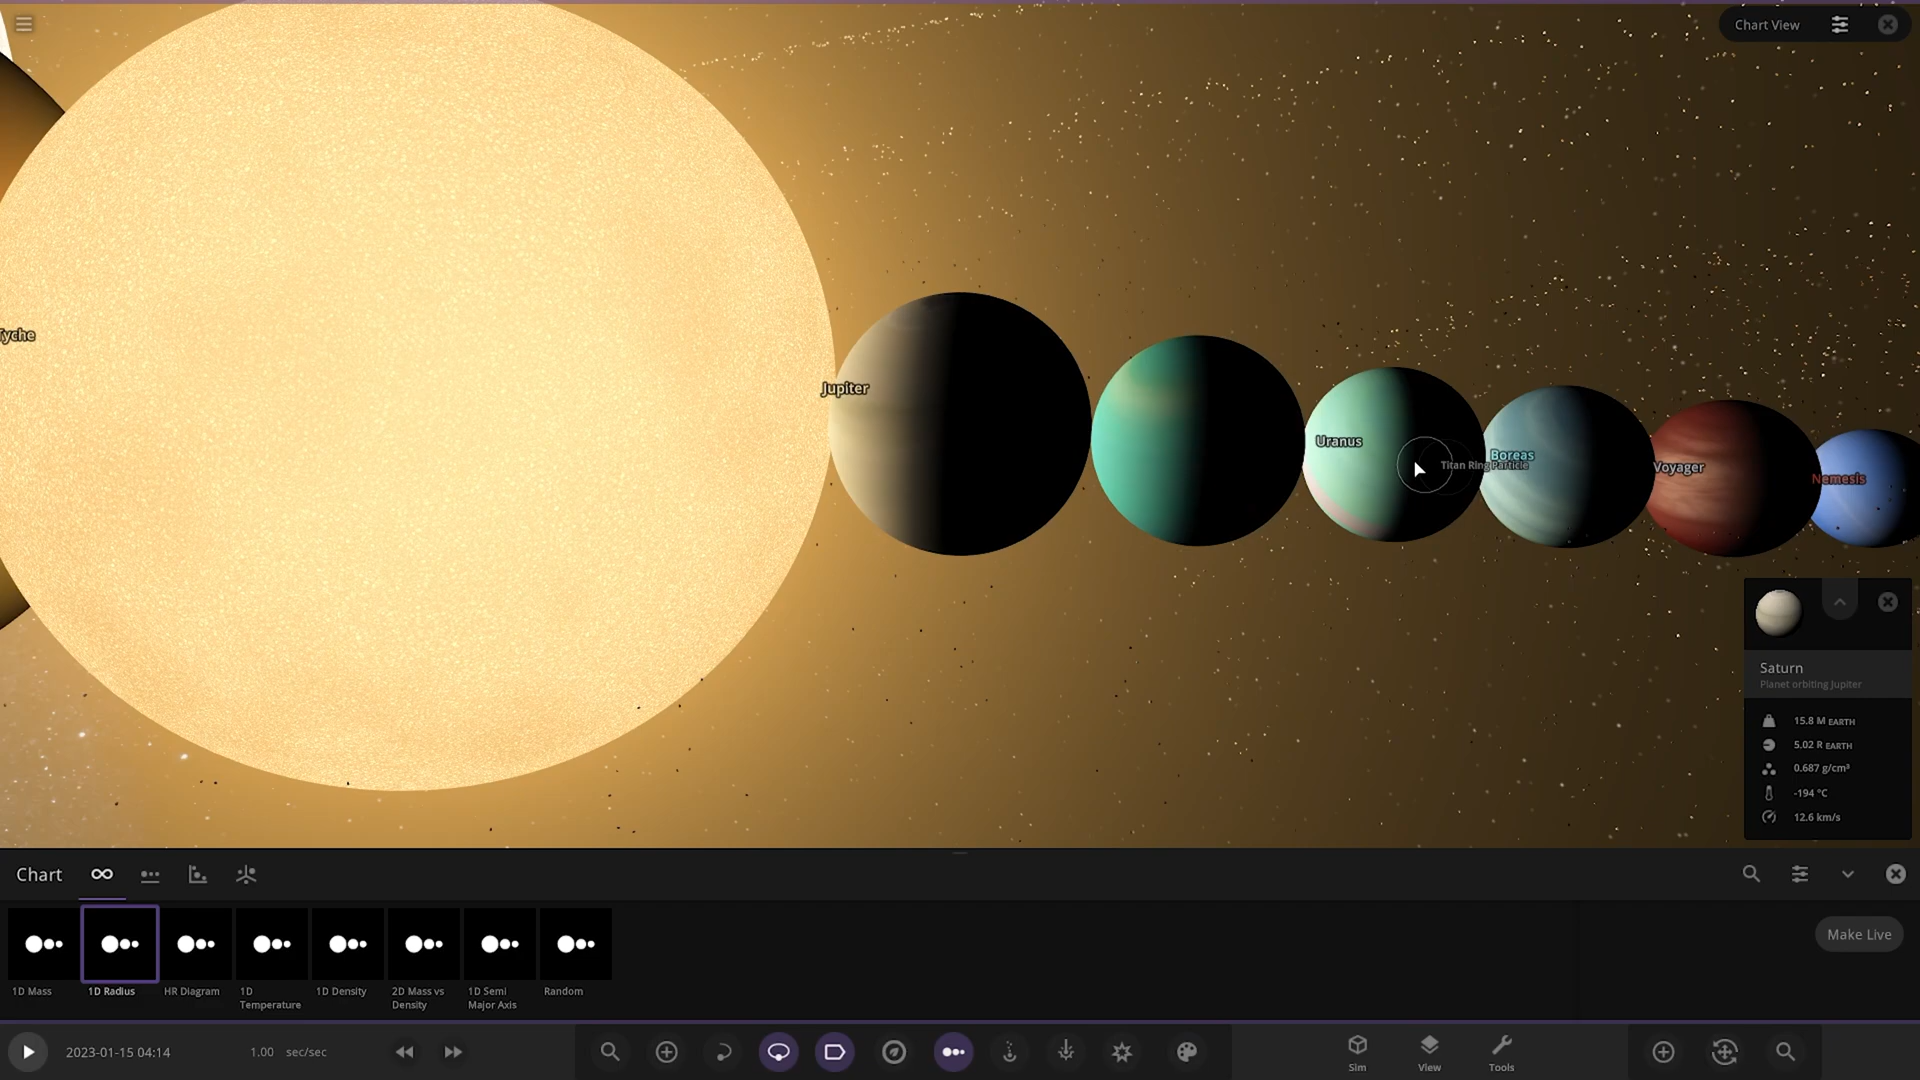 Chart View
Tyche
Jupiter
Uranus
Boreas
Titan Ring Particle
Voyager
Nemesis
Saturn
Planet orbiting Jupiter
15.8 M EARTH
5.02 R EARTH
0.687 g/cm³
-194 °C
12.6 km/s
Chart
Make Live
1D Mass
1D Radius
HR Diagram
1D
Temperature
1D Density
2D Mass vs
Density
1D Semi
Major Axis
Random
2023-01-15 04:14
1.00 sec/sec
Sim
View
Tools